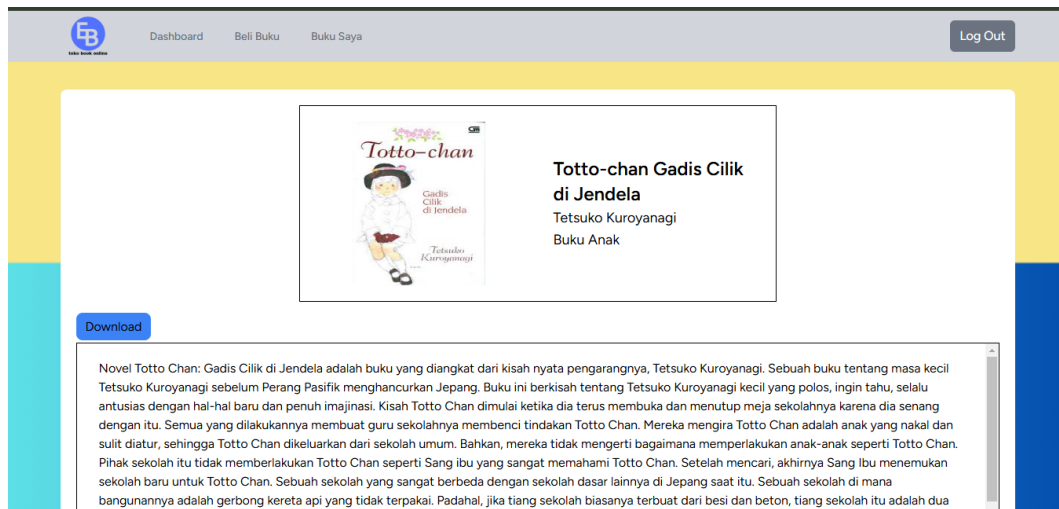 EB
toko book online
Dashboard
Beli Buku
Buku Saya
Log Out
Totto-chan
Gadis
Cilik
di Jendela
Tetsuko
Kuroyanagi
Totto-chan Gadis Cilik
di Jendela
Tetsuko Kuroyanagi
Buku Anak
Download
Novel Totto Chan: Gadis Cilik di Jendela adalah buku yang diangkat dari kisah nyata pengarangnya, Tetsuko Kuroyanagi. Sebuah buku tentang masa kecil
Tetsuko Kuroyanagi sebelum Perang Pasifik menghancurkan Jepang. Buku ini berkisah tentang Tetsuko Kuroyanagi kecil yang polos, ingin tahu, selalu
antusias dengan hal-hal baru dan penuh imajinasi. Kisah Totto Chan dimulai ketika dia terus membuka dan menutup meja sekolahnya karena dia senang
dengan itu. Semua yang dilakukannya membuat guru sekolahnya membenci tindakan Totto Chan. Mereka mengira Totto Chan adalah anak yang nakal dan
sulit diatur, sehingga Totto Chan dikeluarkan dari sekolah umum. Bahkan, mereka tidak mengerti bagaimana memperlakukan anak-anak seperti Totto Chan.
Pihak sekolah itu tidak memberlakukan Totto Chan seperti Sang ibu yang sangat memahami Totto Chan. Setelah mencari, akhirnya Sang Ibu menemukan
sekolah baru untuk Totto Chan. Sebuah sekolah yang sangat berbeda dengan sekolah dasar lainnya di Jepang saat itu. Sebuah sekolah di mana
bangunannya adalah gerbong kereta api yang tidak terpakai. Padahal, jika tiang sekolah biasanya terbuat dari besi dan beton, tiang sekolah itu adalah dua